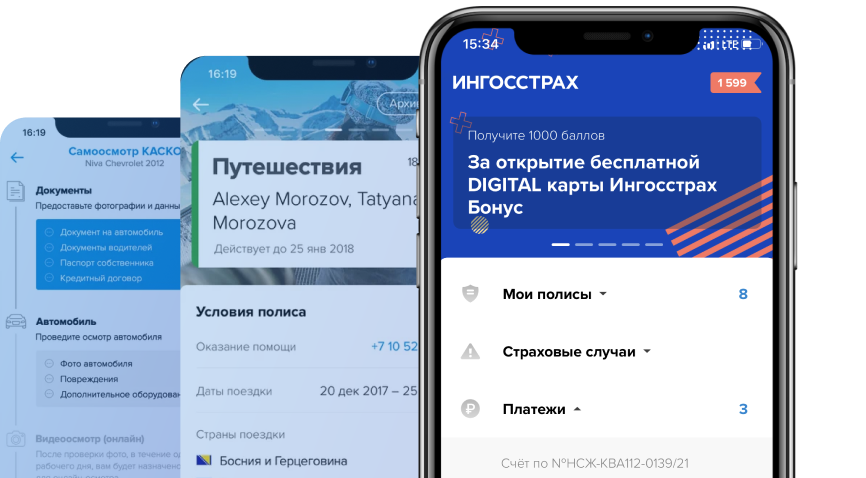 16:19
Самоосмотр КАСКО
Niva Chevrolet 2012
Документы
Предоставьте фотографии и данны
Документ на автомобиль
Документы водителей
Паспорт собственника
Кредитный договор
Автомобиль
Проведите осмотр автомобиля
Фото автомобиля
Повреждения
Дополнительное оборудован
Видеоосмотр (онлайн)
После проверки фото, в течение од
рабочего дня, вам будет назначено
16:19
Архи
Путешествия
18
Alexey Morozov, Tatyana
Morozova
Действует до 25 янв 2018
Условия полиса
Оказание помощи
+7 10 52
Даты поездки
20 дек 2017 – 25
Страны поездки
Босния и Герцеговина
15:34
LTE
ИНГОССТРАХ
1 599
Получите 1000 баллов
За открытие бесплатной
DIGITAL карты Ингосстрах
Бонус
Мои полисы
8
Страховые случаи
Платежи
3
Счёт по №НСЖ-КВА112-0139/21